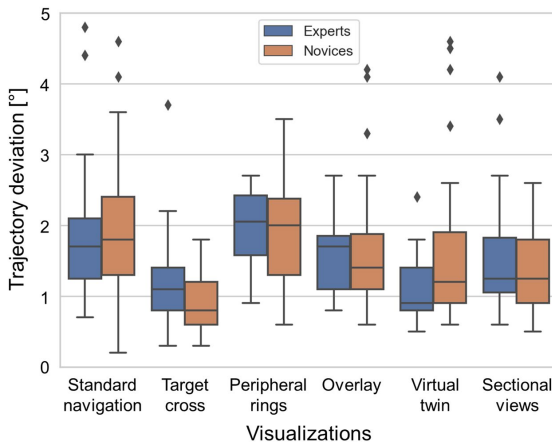 Experts
Novices
Trajectory deviation [°]
5
4
3
2
1
0
Standard navigation
Target cross
Peripheral rings
Overlay
Virtual twin
Sectional views
Visualizations